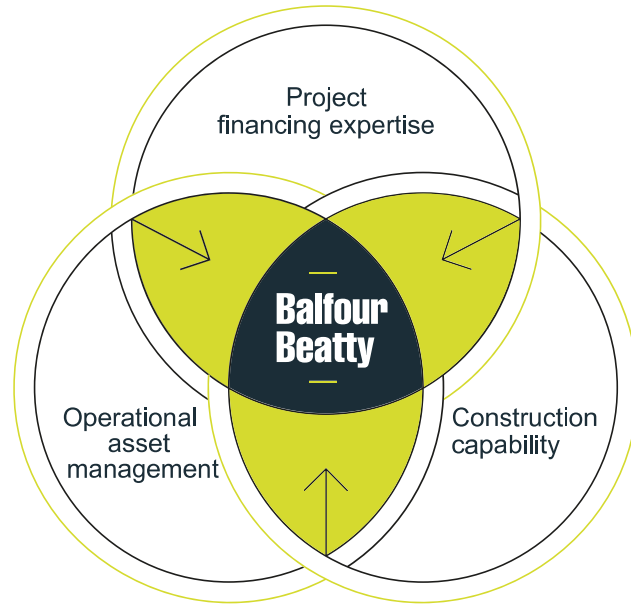 Project
financing expertise
Balfour
Beatty
Operational
asset
management
Construction
capability